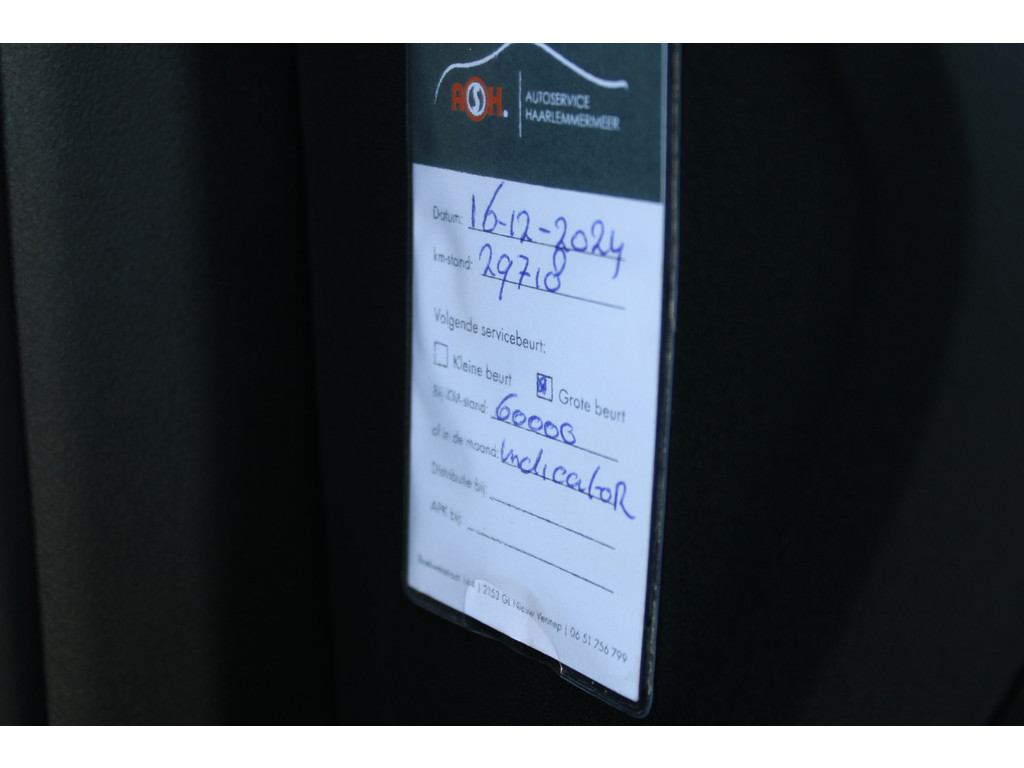 ASH.
AUTOSERVICE
HAARLEMMERMEER
Datum: 16-12-2024
km-stand: 29718
Volgende servicebeurt:
Kleine beurt Grote beurt
Bij KM-stand: 60000
of in de maand: IndicatoR
Distributie bij:
APK bij:
| 2153 GL Nieuw Vennep | 06 51 756 799